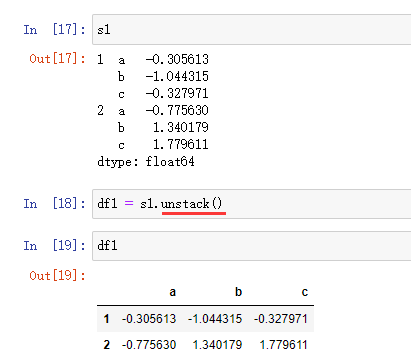 In [17]: s1
Out[17]: 1 a -0.305613
b -1.044315
c -0.327971
2 a -0.775630
b 1.340179
c 1.779611
dtype: float64
In [18]: df1 = s1.unstack()
In [19]: df1
Out[19]:
a b c
1 -0.305613 -1.044315 -0.327971
2 -0.775630 1.340179 1.779611